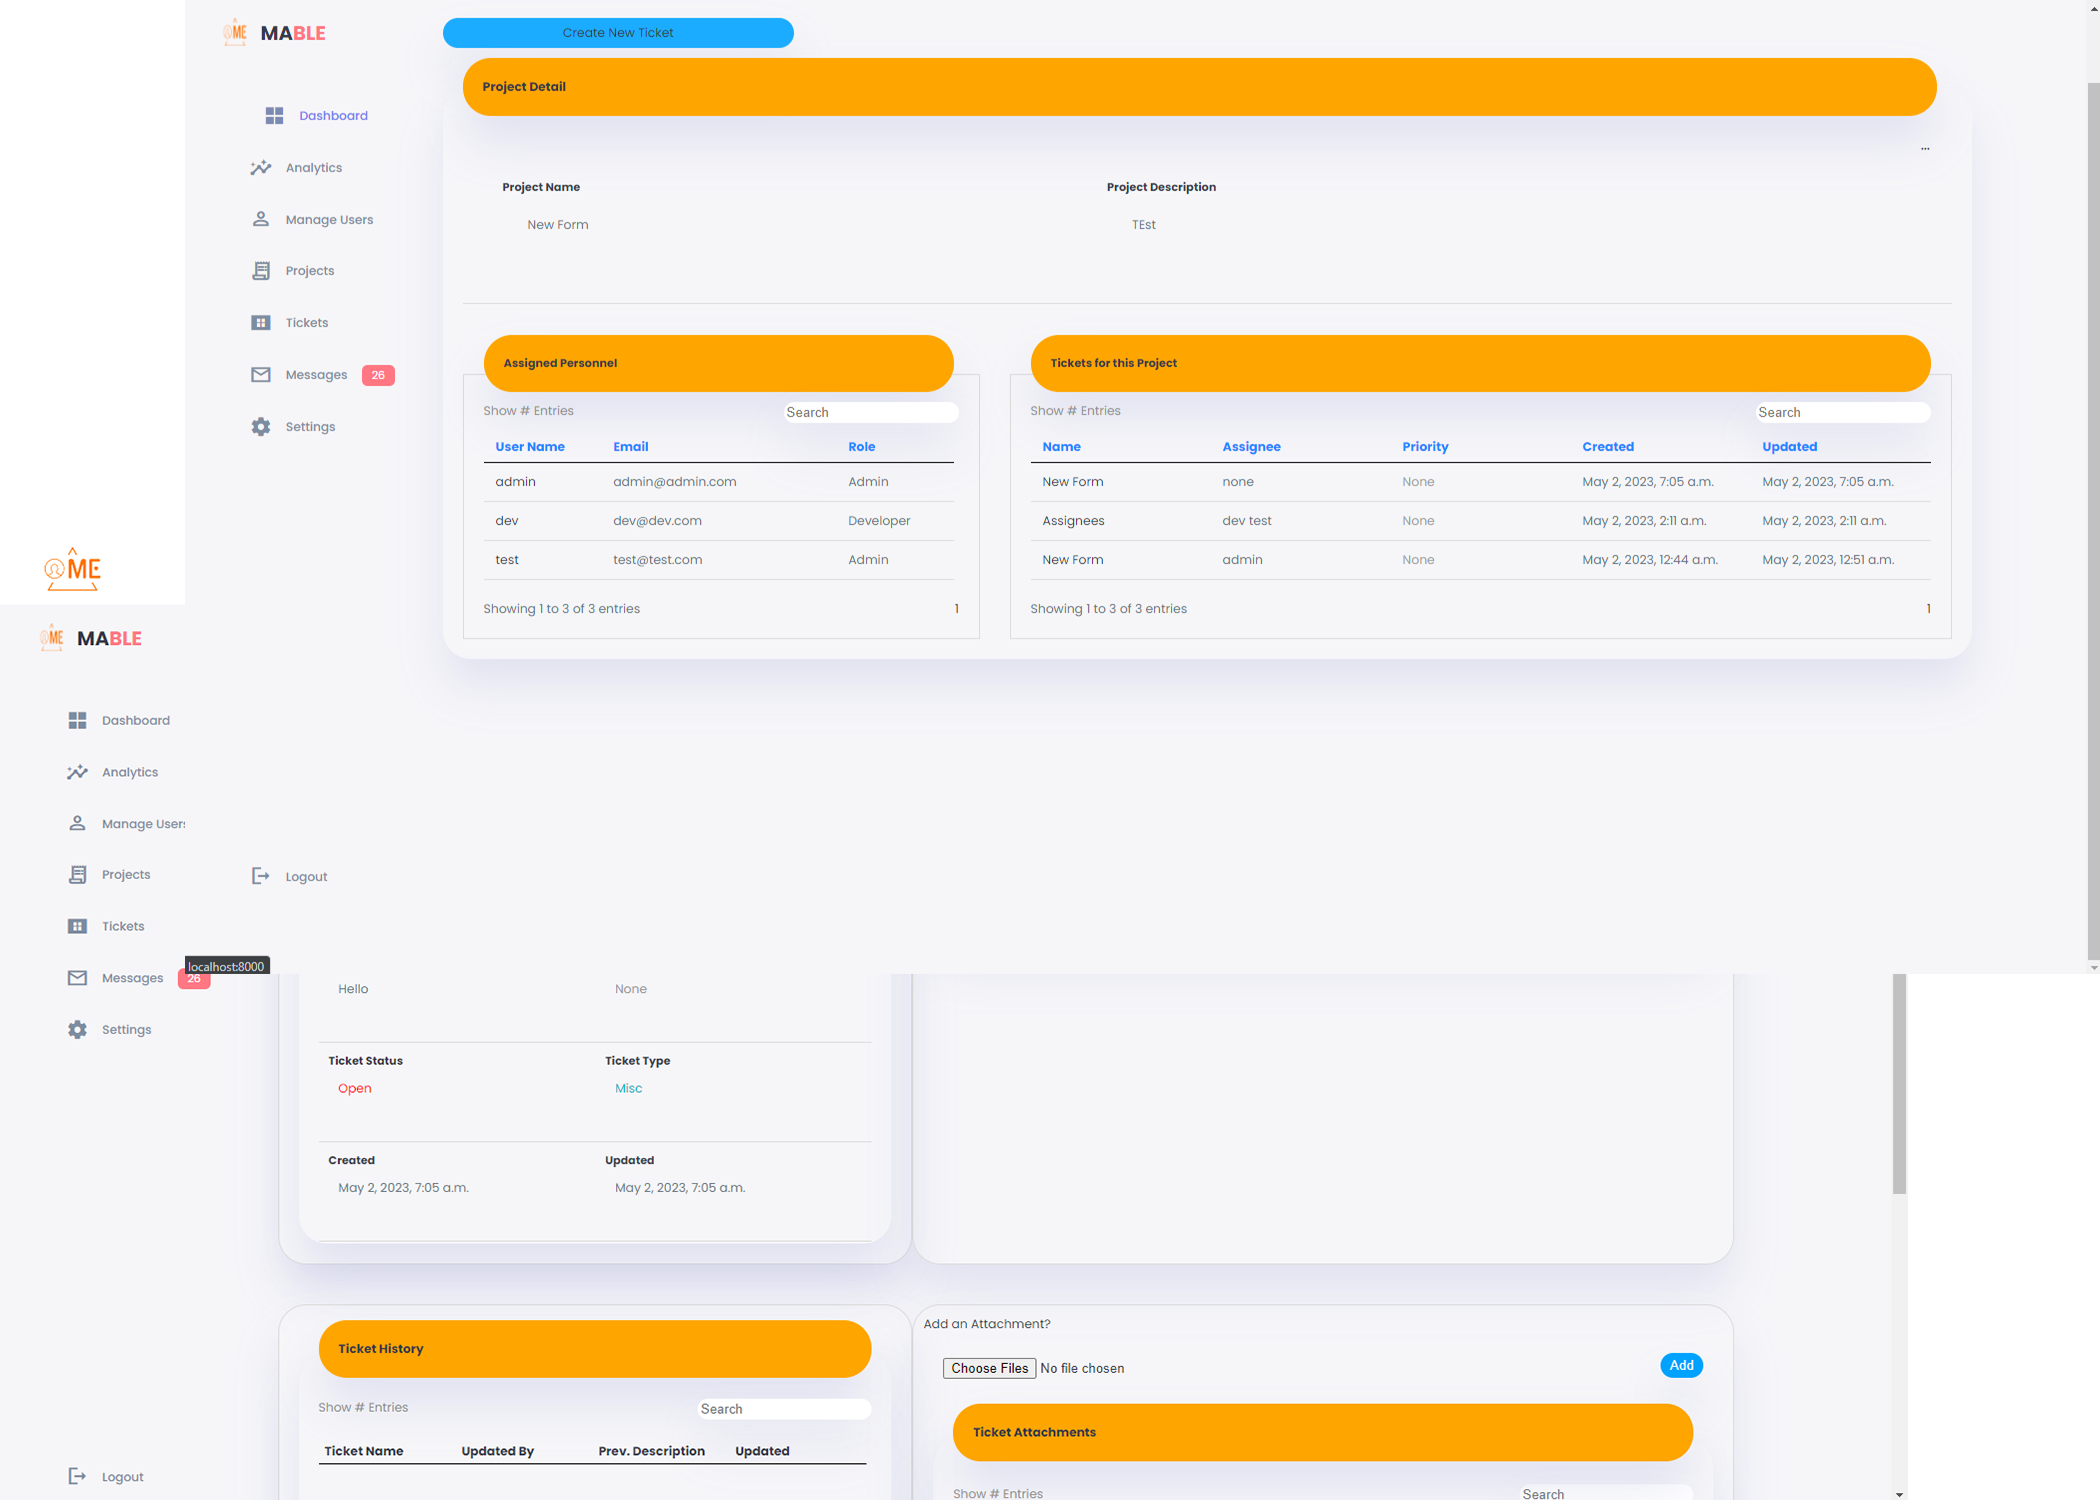 ME MABLE
Create New Ticket
Project Detail
Dashboard
...
Analytics
Project Name Project Description
Manage Users
New Form TEst
Projects
Tickets
Assigned Personnel Tickets for this Project
Messages 26
Show # Entries Search Show # Entries Search
Settings
User Name Email Role Name Assignee Priority Created Updated
admin admin@admin.com Admin New Form none None May 2, 2023, 7:05 a.m. May 2, 2023, 7:05 a.m.
dev dev@dev.com Developer Assignees dev test None May 2, 2023, 2:11 a.m. May 2, 2023, 2:11 a.m.
test test@test.com Admin New Form admin None May 2, 2023, 12:44 a.m. May 2, 2023, 12:51 a.m.
Showing 1 to 3 of 3 entries 1 Showing 1 to 3 of 3 entries 1
Logout
localhost:8000
ME
ME MABLE
Dashboard
Analytics
Manage Users
Projects
Tickets
Messages 26
Settings
Logout
Hello None
Ticket Status Ticket Type
Open Misc
Created Updated
May 2, 2023, 7:05 a.m. May 2, 2023, 7:05 a.m.
Ticket History
Show # Entries Search
Ticket Name Updated By Prev. Description Updated
Add an Attachment?
Choose Files No file chosen Add
Ticket Attachments
Show # Entries Search